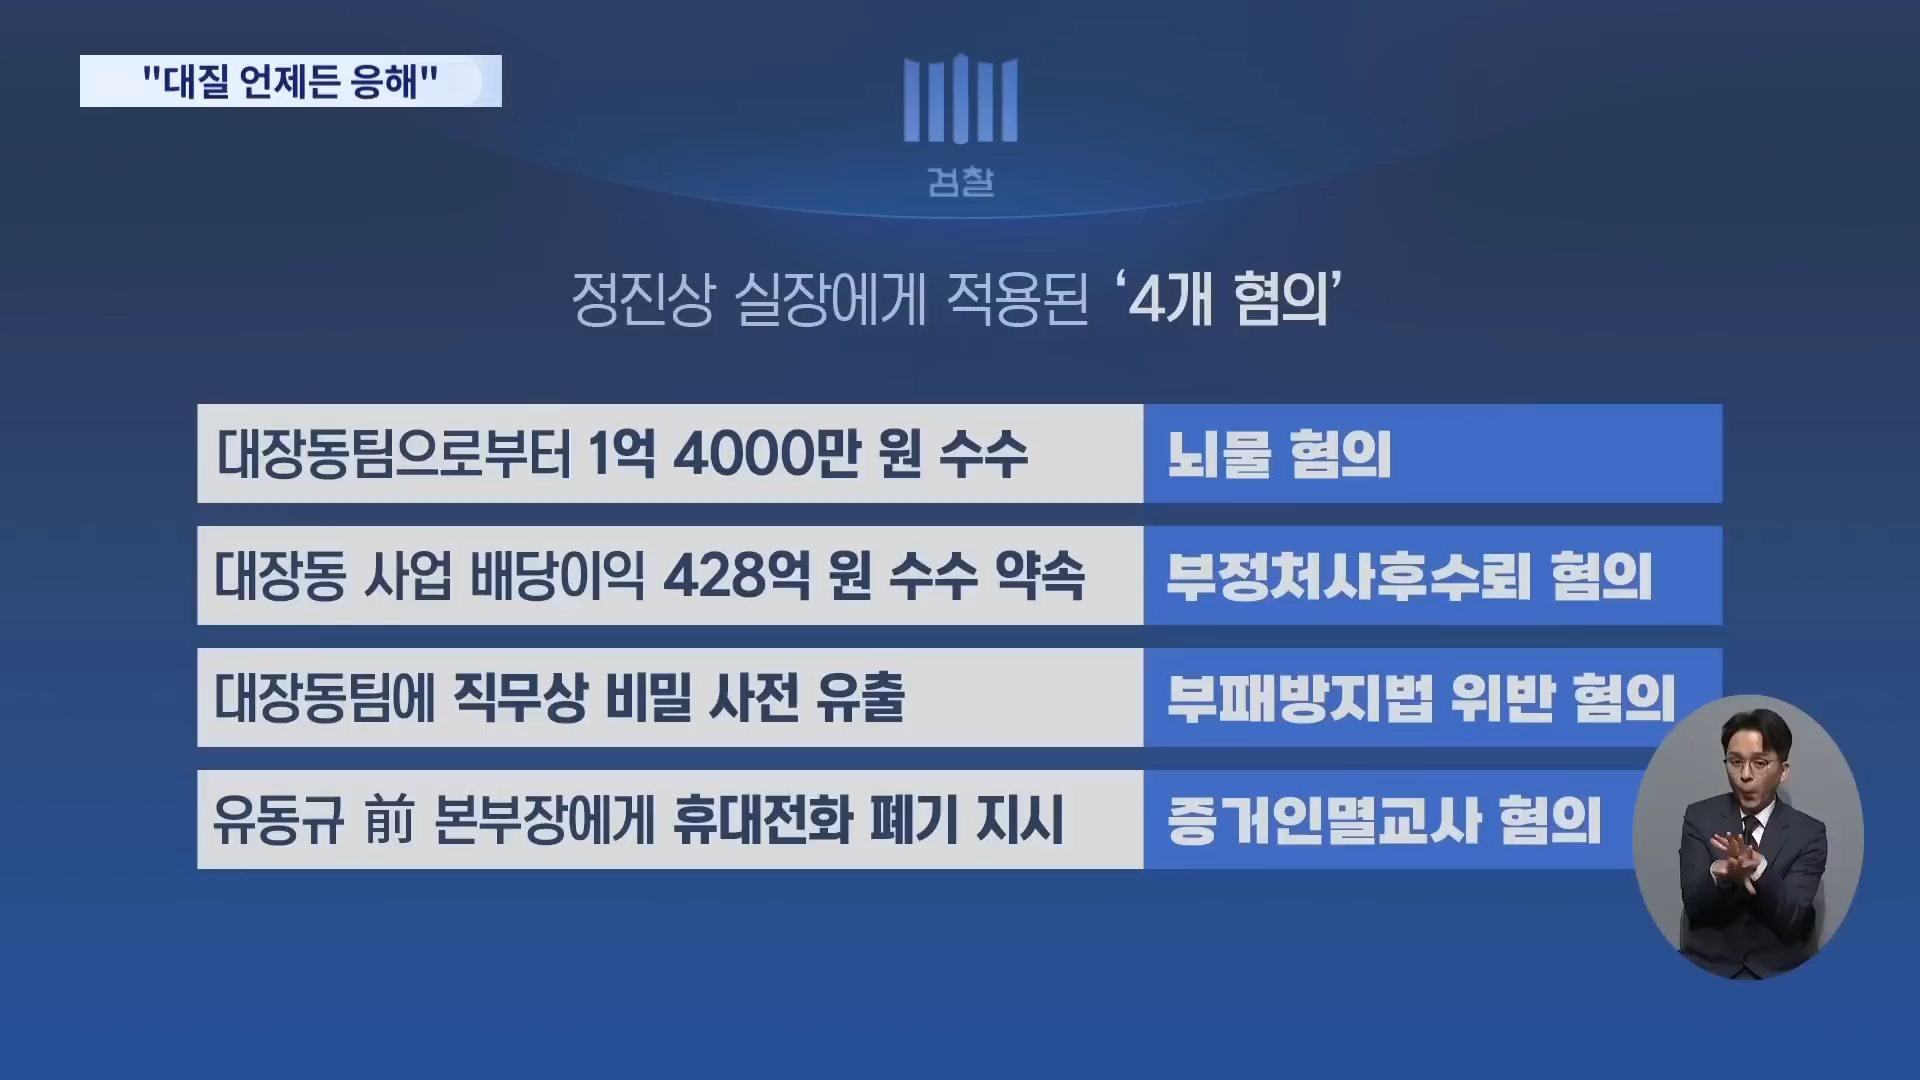 "대질 언제든 응해"
검찰
정진상 실장에게 적용된 ‘4개 혐의’
대장동팀으로부터 1억 4000만 원 수수 뇌물 혐의
대장동 사업 배당이익 428억 원 수수 약속 부정처사후수뢰 혐의
대장동팀에 직무상 비밀 사전 유출 부패방지법 위반 혐의
유동규 前 본부장에게 휴대전화 폐기 지시 증거인멸교사 혐의